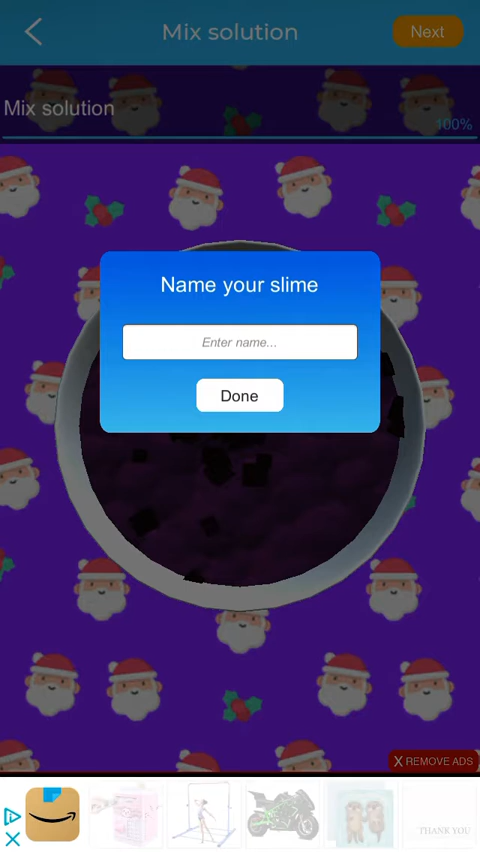 Mix solution
Next
Mix solution
100%
Name your slime
Enter name...
Done
X REMOVE ADS
THANK YOU